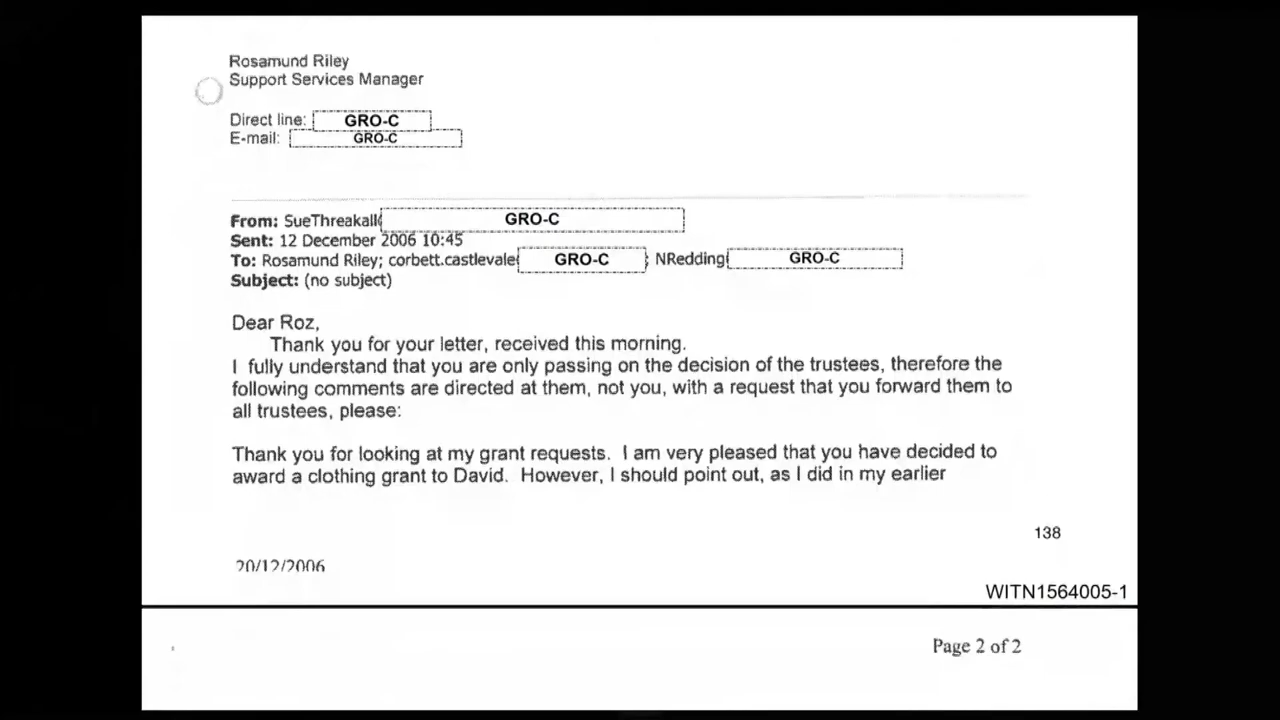 Rosamund Riley
Support Services Manager
Direct line: GRO-C
E-mail: GRO-C
From: SueThreakall GRO-C
Sent: 12 December 2006 10:45
To: Rosamund Riley; corbett.castlevale GRO-C ; NRedding GRO-C
Subject: (no subject)
Dear Roz,
Thank you for your letter, received this morning.
I fully understand that you are only passing on the decision of the trustees, therefore the
following comments are directed at them, not you, with a request that you forward them to
all trustees, please:
Thank you for looking at my grant requests. I am very pleased that you have decided to
award a clothing grant to David. However, I should point out, as I did in my earlier
138
20/12/2006
WITN1564005-1
Page 2 of 2